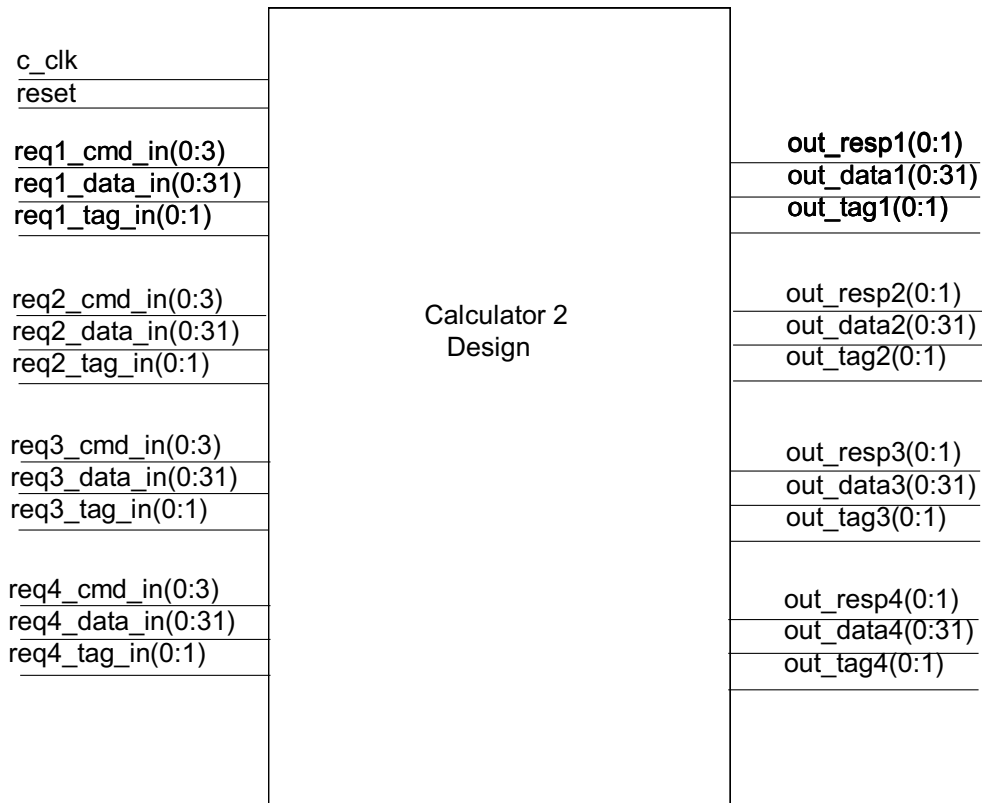 c_clk
reset
req1_cmd_in(0:3)
req1_data_in(0:31)
req1_tag_in(0:1)
req2_cmd_in(0:3)
req2_data_in(0:31)
req2_tag_in(0:1)
req3_cmd_in(0:3)
req3_data_in(0:31)
req3_tag_in(0:1)
req4_cmd_in(0:3)
req4_data_in(0:31)
req4_tag_in(0:1)
Calculator 2
Design
out_resp1(0:1)
out_data1(0:31)
out_tag1(0:1)
out_resp2(0:1)
out_data2(0:31)
out_tag2(0:1)
out_resp3(0:1)
out_data3(0:31)
out_tag3(0:1)
out_resp4(0:1)
out_data4(0:31)
out_tag4(0:1)